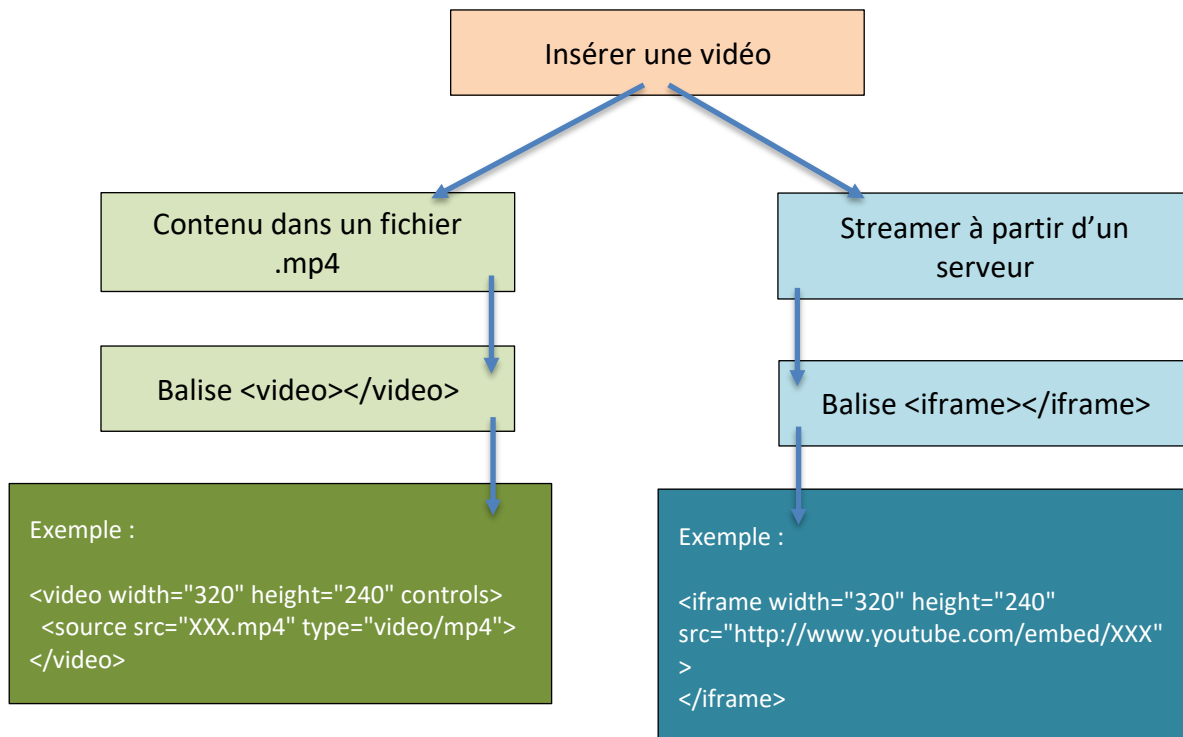 Insérer une vidéo
Contenu dans un fichier
.mp4
Streamer à partir d’un
serveur
Balise <video></video>
Balise <iframe></iframe>
Exemple :
<video width="320" height="240" controls>
<source src="XXX.mp4" type="video/mp4">
</video>
Exemple :
<iframe width="320" height="240"
src="http://www.youtube.com/embed/XXX"
>
</iframe>